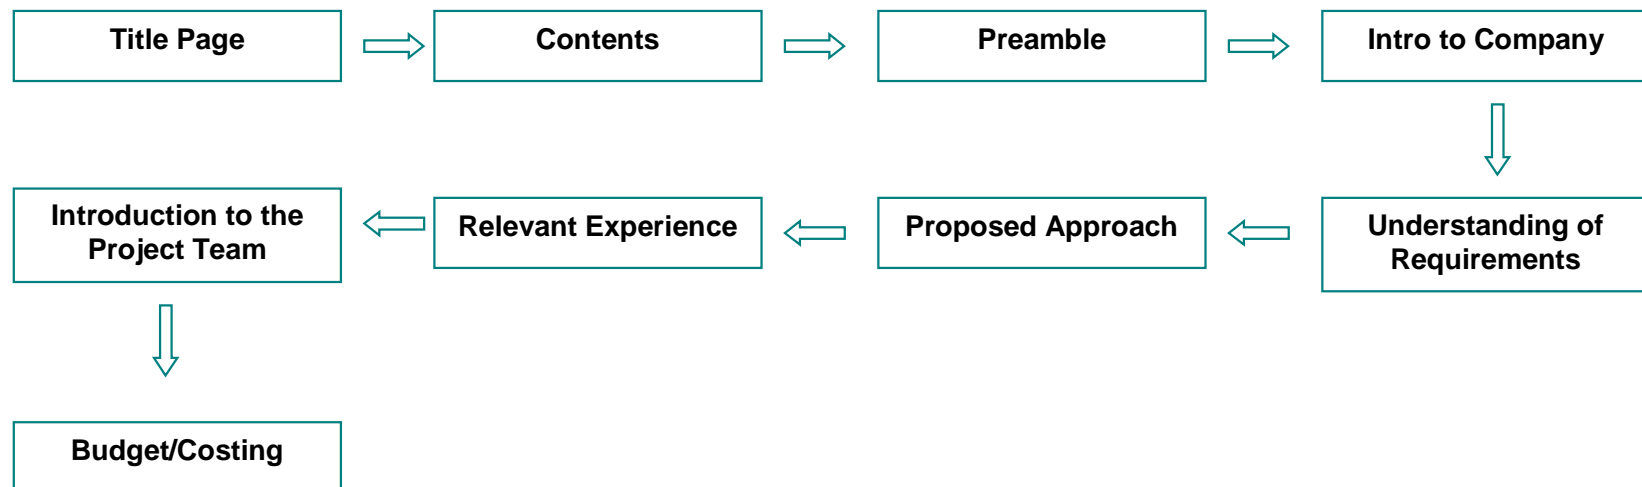 Title Page
Contents
Preamble
Intro to Company
Understanding of
Requirements
Proposed Approach
Relevant Experience
Introduction to the
Project Team
Budget/Costing